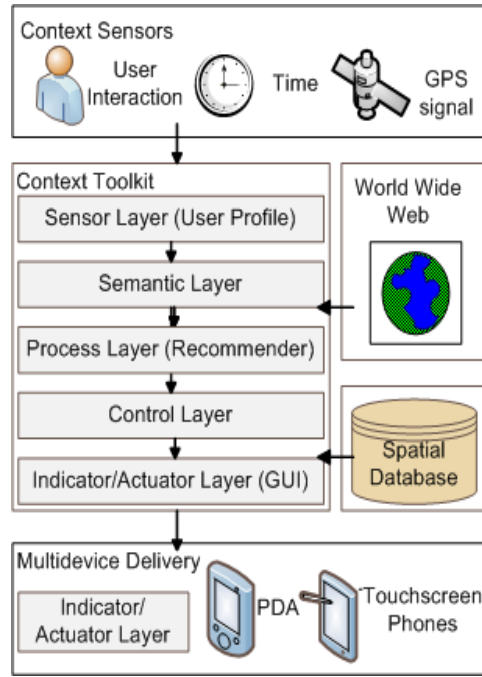 Context Sensors
User
Interaction
Time
GPS
signal
Context Toolkit
Sensor Layer (User Profile)
Semantic Layer
Process Layer (Recommender)
Control Layer
Indicator/Actuator Layer (GUI)
World Wide
Web
Spatial
Database
Multidevice Delivery
Indicator/
Actuator Layer
PDA
Touchscreen
Phones